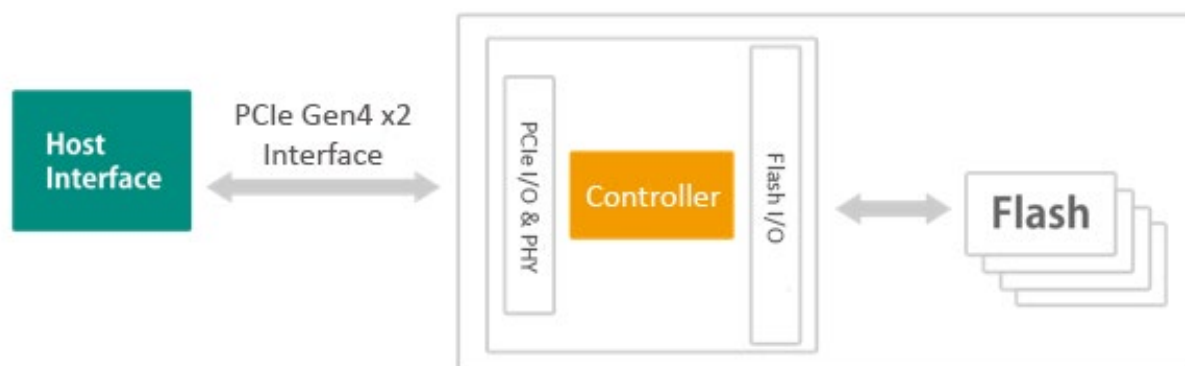 Host
Interface
PCIe Gen4 x2
Interface
PCIe I/O & PHY
Controller
Flash I/O
Flash